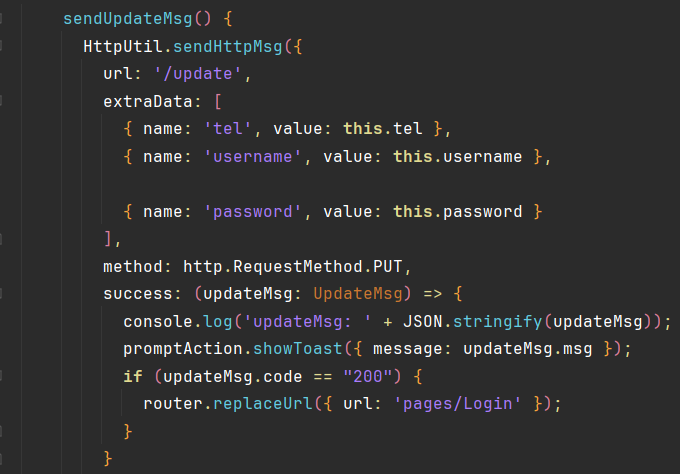 sendUpdateMsg() {
HttpUtil.sendHttpMsg({
url: '/update',
extraData: [
{ name: 'tel', value: this.tel },
{ name: 'username', value: this.username },
{ name: 'password', value: this.password }
],
method: http.RequestMethod.PUT,
success: (updateMsg: UpdateMsg) => {
console.log('updateMsg: ' + JSON.stringify(updateMsg));
promptAction.showToast({ message: updateMsg.msg });
if (updateMsg.code == "200") {
router.replaceUrl({ url: 'pages/Login' });
}
}